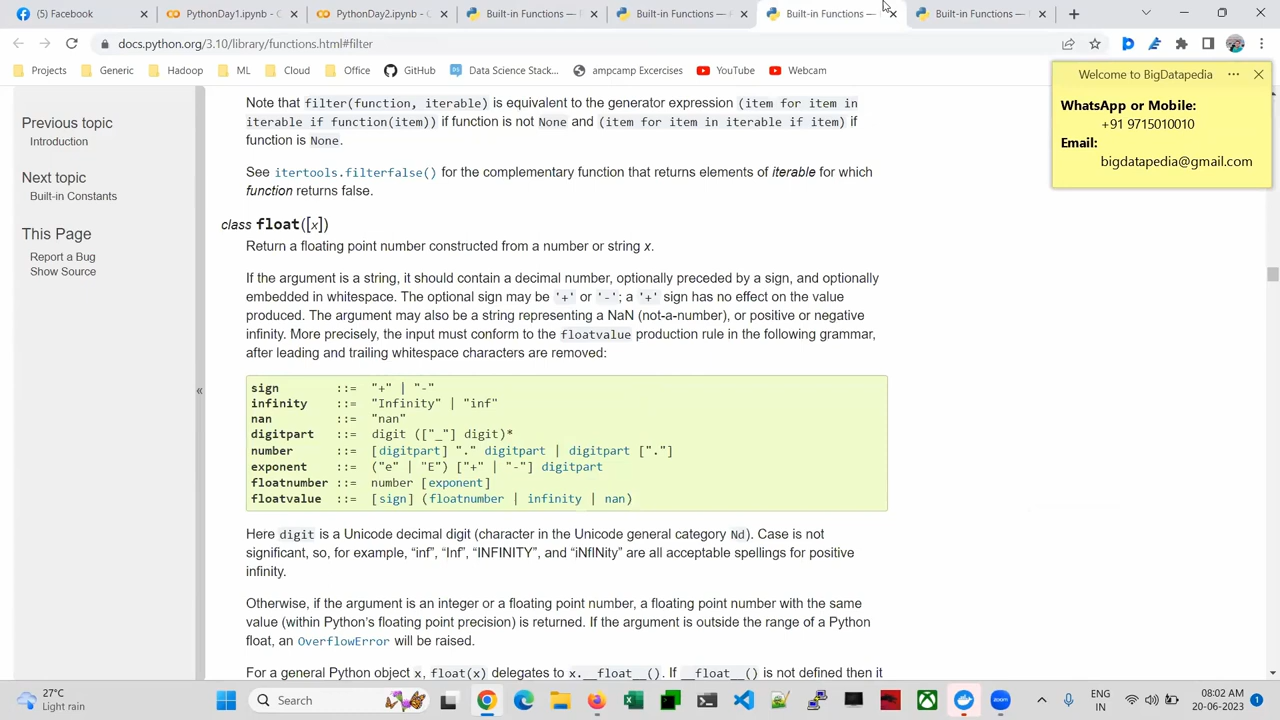 Facebook
PythonDay1.ipynb - C
PythonDay2.ipynb - C
Built-in Functions — 
Built-in Functions — 
Built-in Functions — 
Built-in Functions — 
docs.python.org/3.10/library/functions.html#filter
Projects
Generic
Hadoop
ML
Cloud
Office
GitHub
Data Science Stack...
ampcamp Excercises
YouTube
Webcam
Welcome to BigDatapedia
WhatsApp or Mobile:
+91 9715010010
Email:
bigdatapedia@gmail.com
Previous topic
Introduction
Next topic
Built-in Constants
This Page
Report a Bug
Show Source
«
Note that filter(function, iterable) is equivalent to the generator expression (item for item in
iterable if function(item)) if function is not None and (item for item in iterable if item) if
function is None.
See itertools.filterfalse() for the complementary function that returns elements of iterable for which
function returns false.
class float([x])
Return a floating point number constructed from a number or string x.
If the argument is a string, it should contain a decimal number, optionally preceded by a sign, and optionally
embedded in whitespace. The optional sign may be '+' or '-'; a '+' sign has no effect on the value
produced. The argument may also be a string representing a NaN (not-a-number), or positive or negative
infinity. More precisely, the input must conform to the floatvalue production rule in the following grammar,
after leading and trailing whitespace characters are removed:
sign ::= "+" | "-"
infinity ::= "Infinity" | "inf"
nan ::= "nan"
digitpart ::= digit (["_"] digit)*
number ::= [digitpart] "." digitpart | digitpart ["."]
exponent ::= ("e" | "E") ["+" | "-"] digitpart
floatnumber ::= number [exponent]
floatvalue ::= [sign] (floatnumber | infinity | nan)
Here digit is a Unicode decimal digit (character in the Unicode general category Nd). Case is not
significant, so, for example, “inf”, “Inf”, “INFINITY”, and “iNfINity” are all acceptable spellings for positive
infinity.
Otherwise, if the argument is an integer or a floating point number, a floating point number with the same
value (within Python’s floating point precision) is returned. If the argument is outside the range of a Python
float, an OverflowError will be raised.
For a general Python object x, float(x) delegates to x.__float__(). If __float__() is not defined then it
27°C
Light rain
Search
ENG
IN
08:02 AM
20-06-2023
1